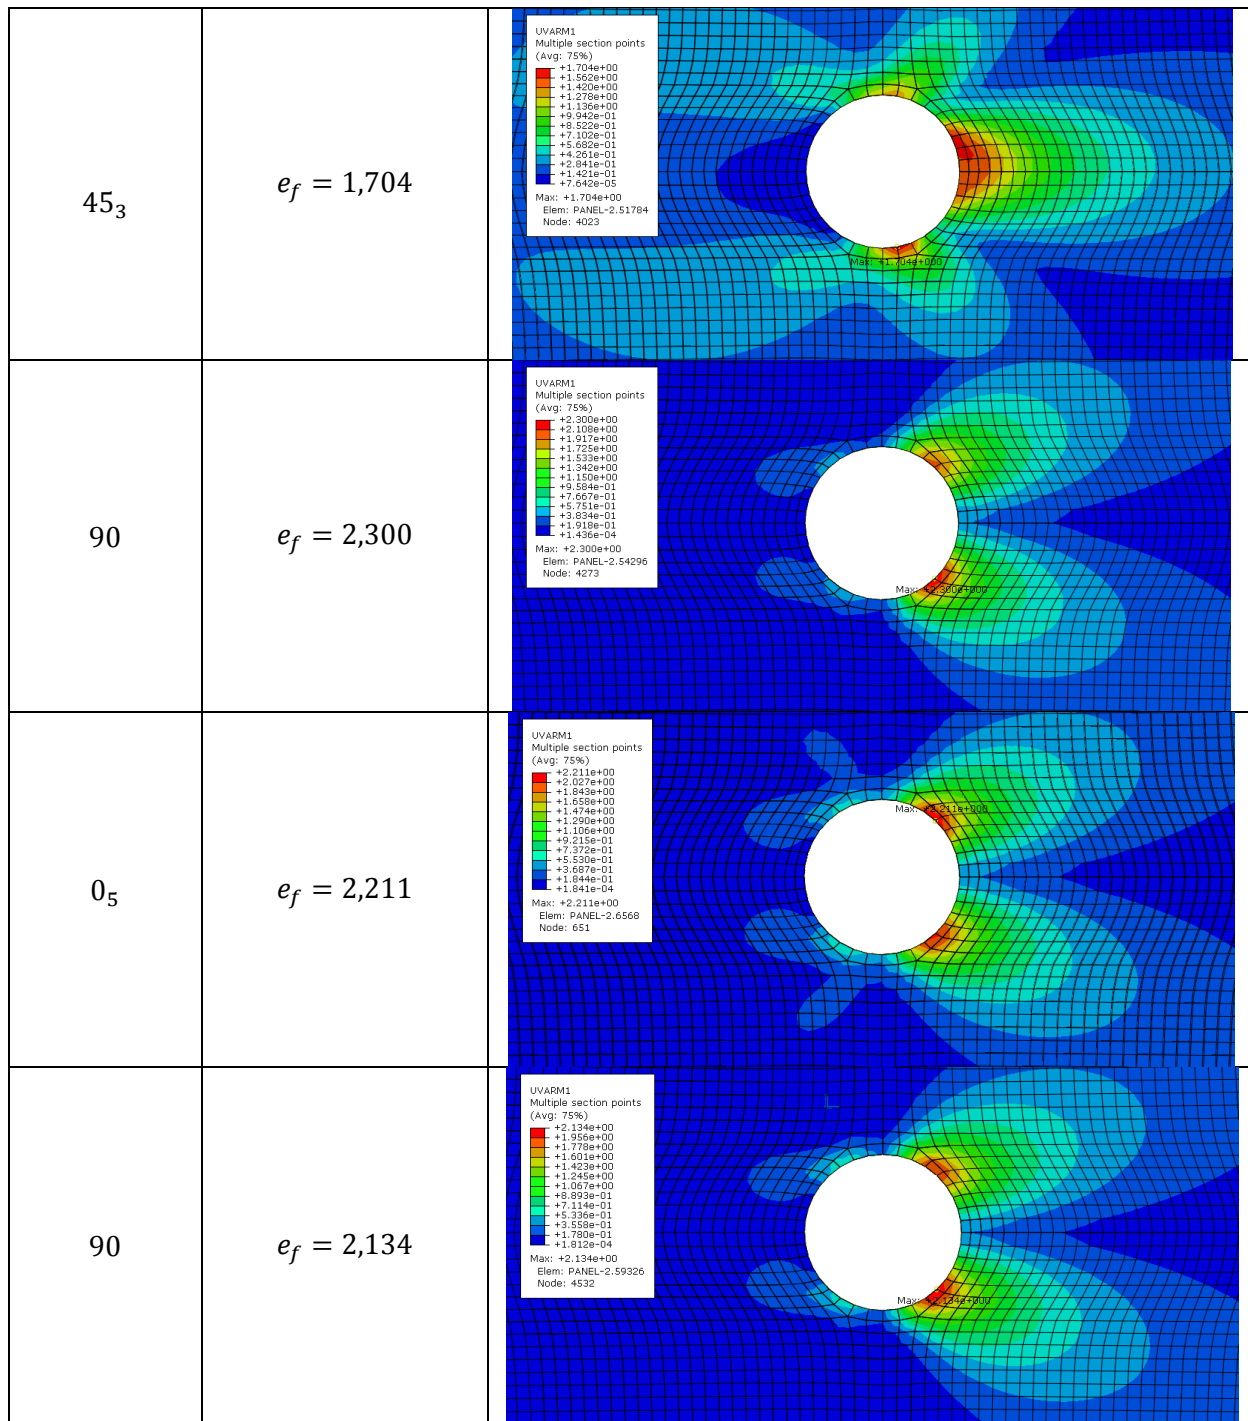 45₃
e_f = 1,704
UVARM1
Multiple section points
(Avg: 75%)
+1.704e+00
+1.562e+00
+1.420e+00
+1.278e+00
+1.136e+00
+9.942e-01
+8.522e-01
+7.102e-01
+5.682e-01
+4.261e-01
+2.841e-01
+1.421e-01
+7.642e-05
Max: +1.704e+00
Elem: PANEL-2.51784
Node: 4023
Max: +1.704e+000
90
e_f = 2,300
UVARM1
Multiple section points
(Avg: 75%)
+2.300e+00
+2.108e+00
+1.917e+00
+1.725e+00
+1.533e+00
+1.342e+00
+1.150e+00
+9.584e-01
+7.667e-01
+5.751e-01
+3.834e-01
+1.918e-01
+1.436e-04
Max: +2.300e+00
Elem: PANEL-2.54296
Node: 4273
Max: +2.300e+000
0₅
e_f = 2,211
UVARM1
Multiple section points
(Avg: 75%)
+2.211e+00
+2.027e+00
+1.843e+00
+1.658e+00
+1.474e+00
+1.290e+00
+1.106e+00
+9.215e-01
+7.372e-01
+5.530e-01
+3.687e-01
+1.844e-01
+1.841e-04
Max: +2.211e+00
Elem: PANEL-2.6568
Node: 651
Max: +2.211e+000
90
e_f = 2,134
UVARM1
Multiple section points
(Avg: 75%)
+2.134e+00
+1.956e+00
+1.778e+00
+1.601e+00
+1.423e+00
+1.245e+00
+1.067e+00
+8.893e-01
+7.114e-01
+5.336e-01
+3.558e-01
+1.780e-01
+1.812e-04
Max: +2.134e+00
Elem: PANEL-2.59326
Node: 4532
Max: +2.134e+000